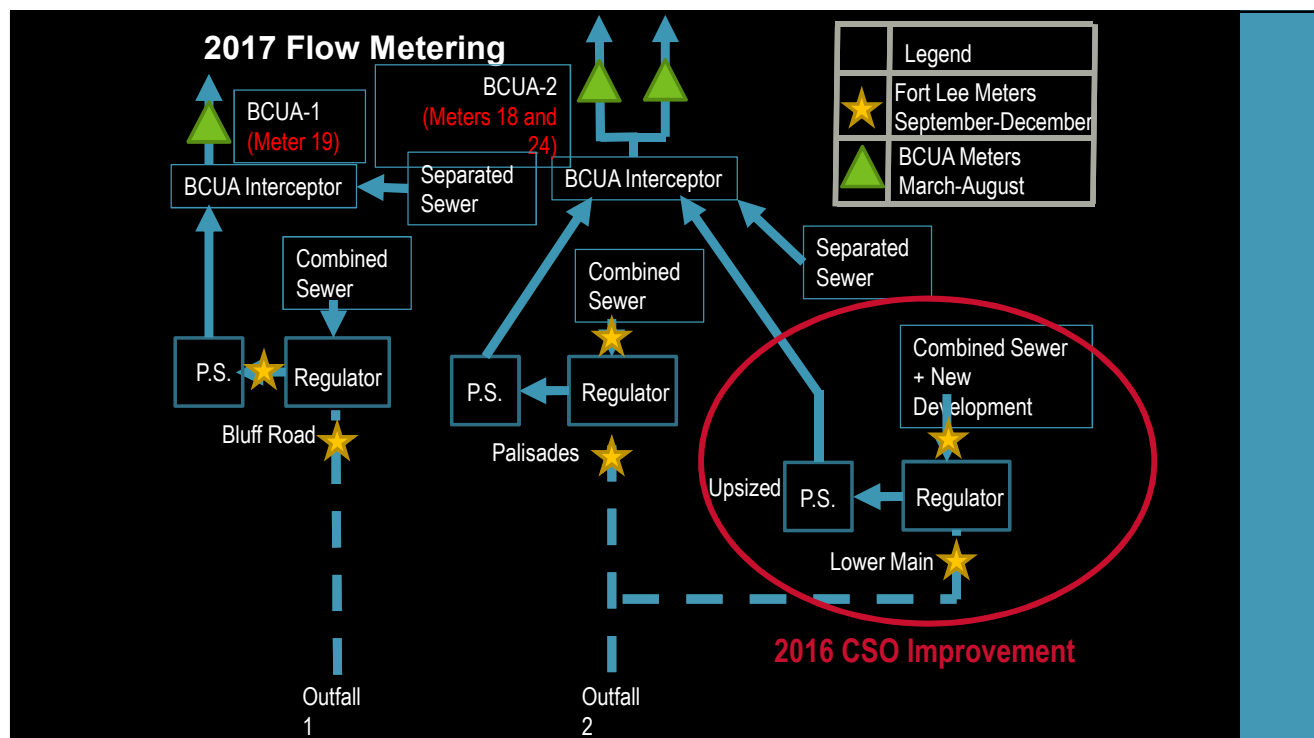 2017 Flow Metering
BCUA-1
(Meter 19)
BCUA-2
(Meters 18 and
24)
Legend
Fort Lee Meters
September-December
BCUA Meters
March-August
BCUA Interceptor
Separated
Sewer
BCUA Interceptor
Separated
Sewer
Combined
Sewer
Combined
Sewer
Combined Sewer
+ New
Development
P.S.
Regulator
P.S.
Regulator
Bluff Road
Palisades
Upsized
P.S.
Regulator
Lower Main
2016 CSO Improvement
Outfall
1
Outfall
2